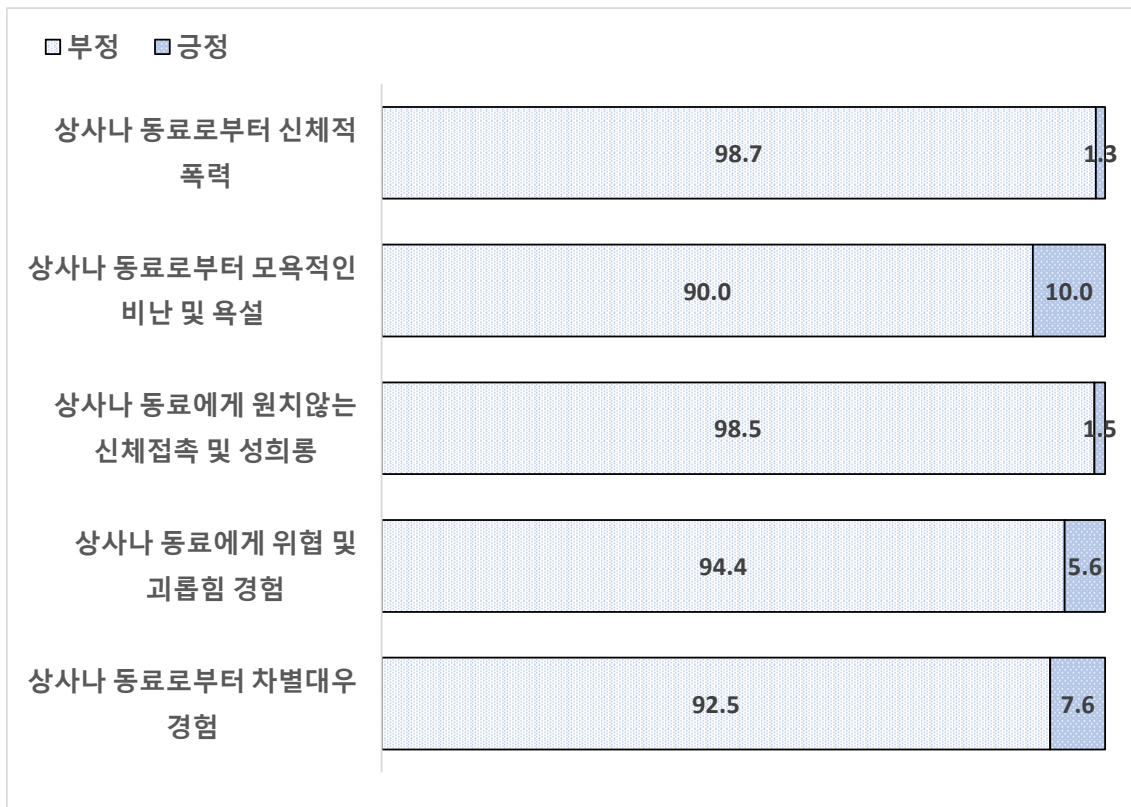 부정 긍정
상사나 동료로부터 신체적
폭력
98.7 1.3
상사나 동료로부터 모욕적인
비난 및 욕설
90.0 10.0
상사나 동료에게 원치않는
신체접촉 및 성희롱
98.5 1.5
상사나 동료에게 위협 및
괴롭힘 경험
94.4 5.6
상사나 동료로부터 차별대우
경험
92.5 7.6